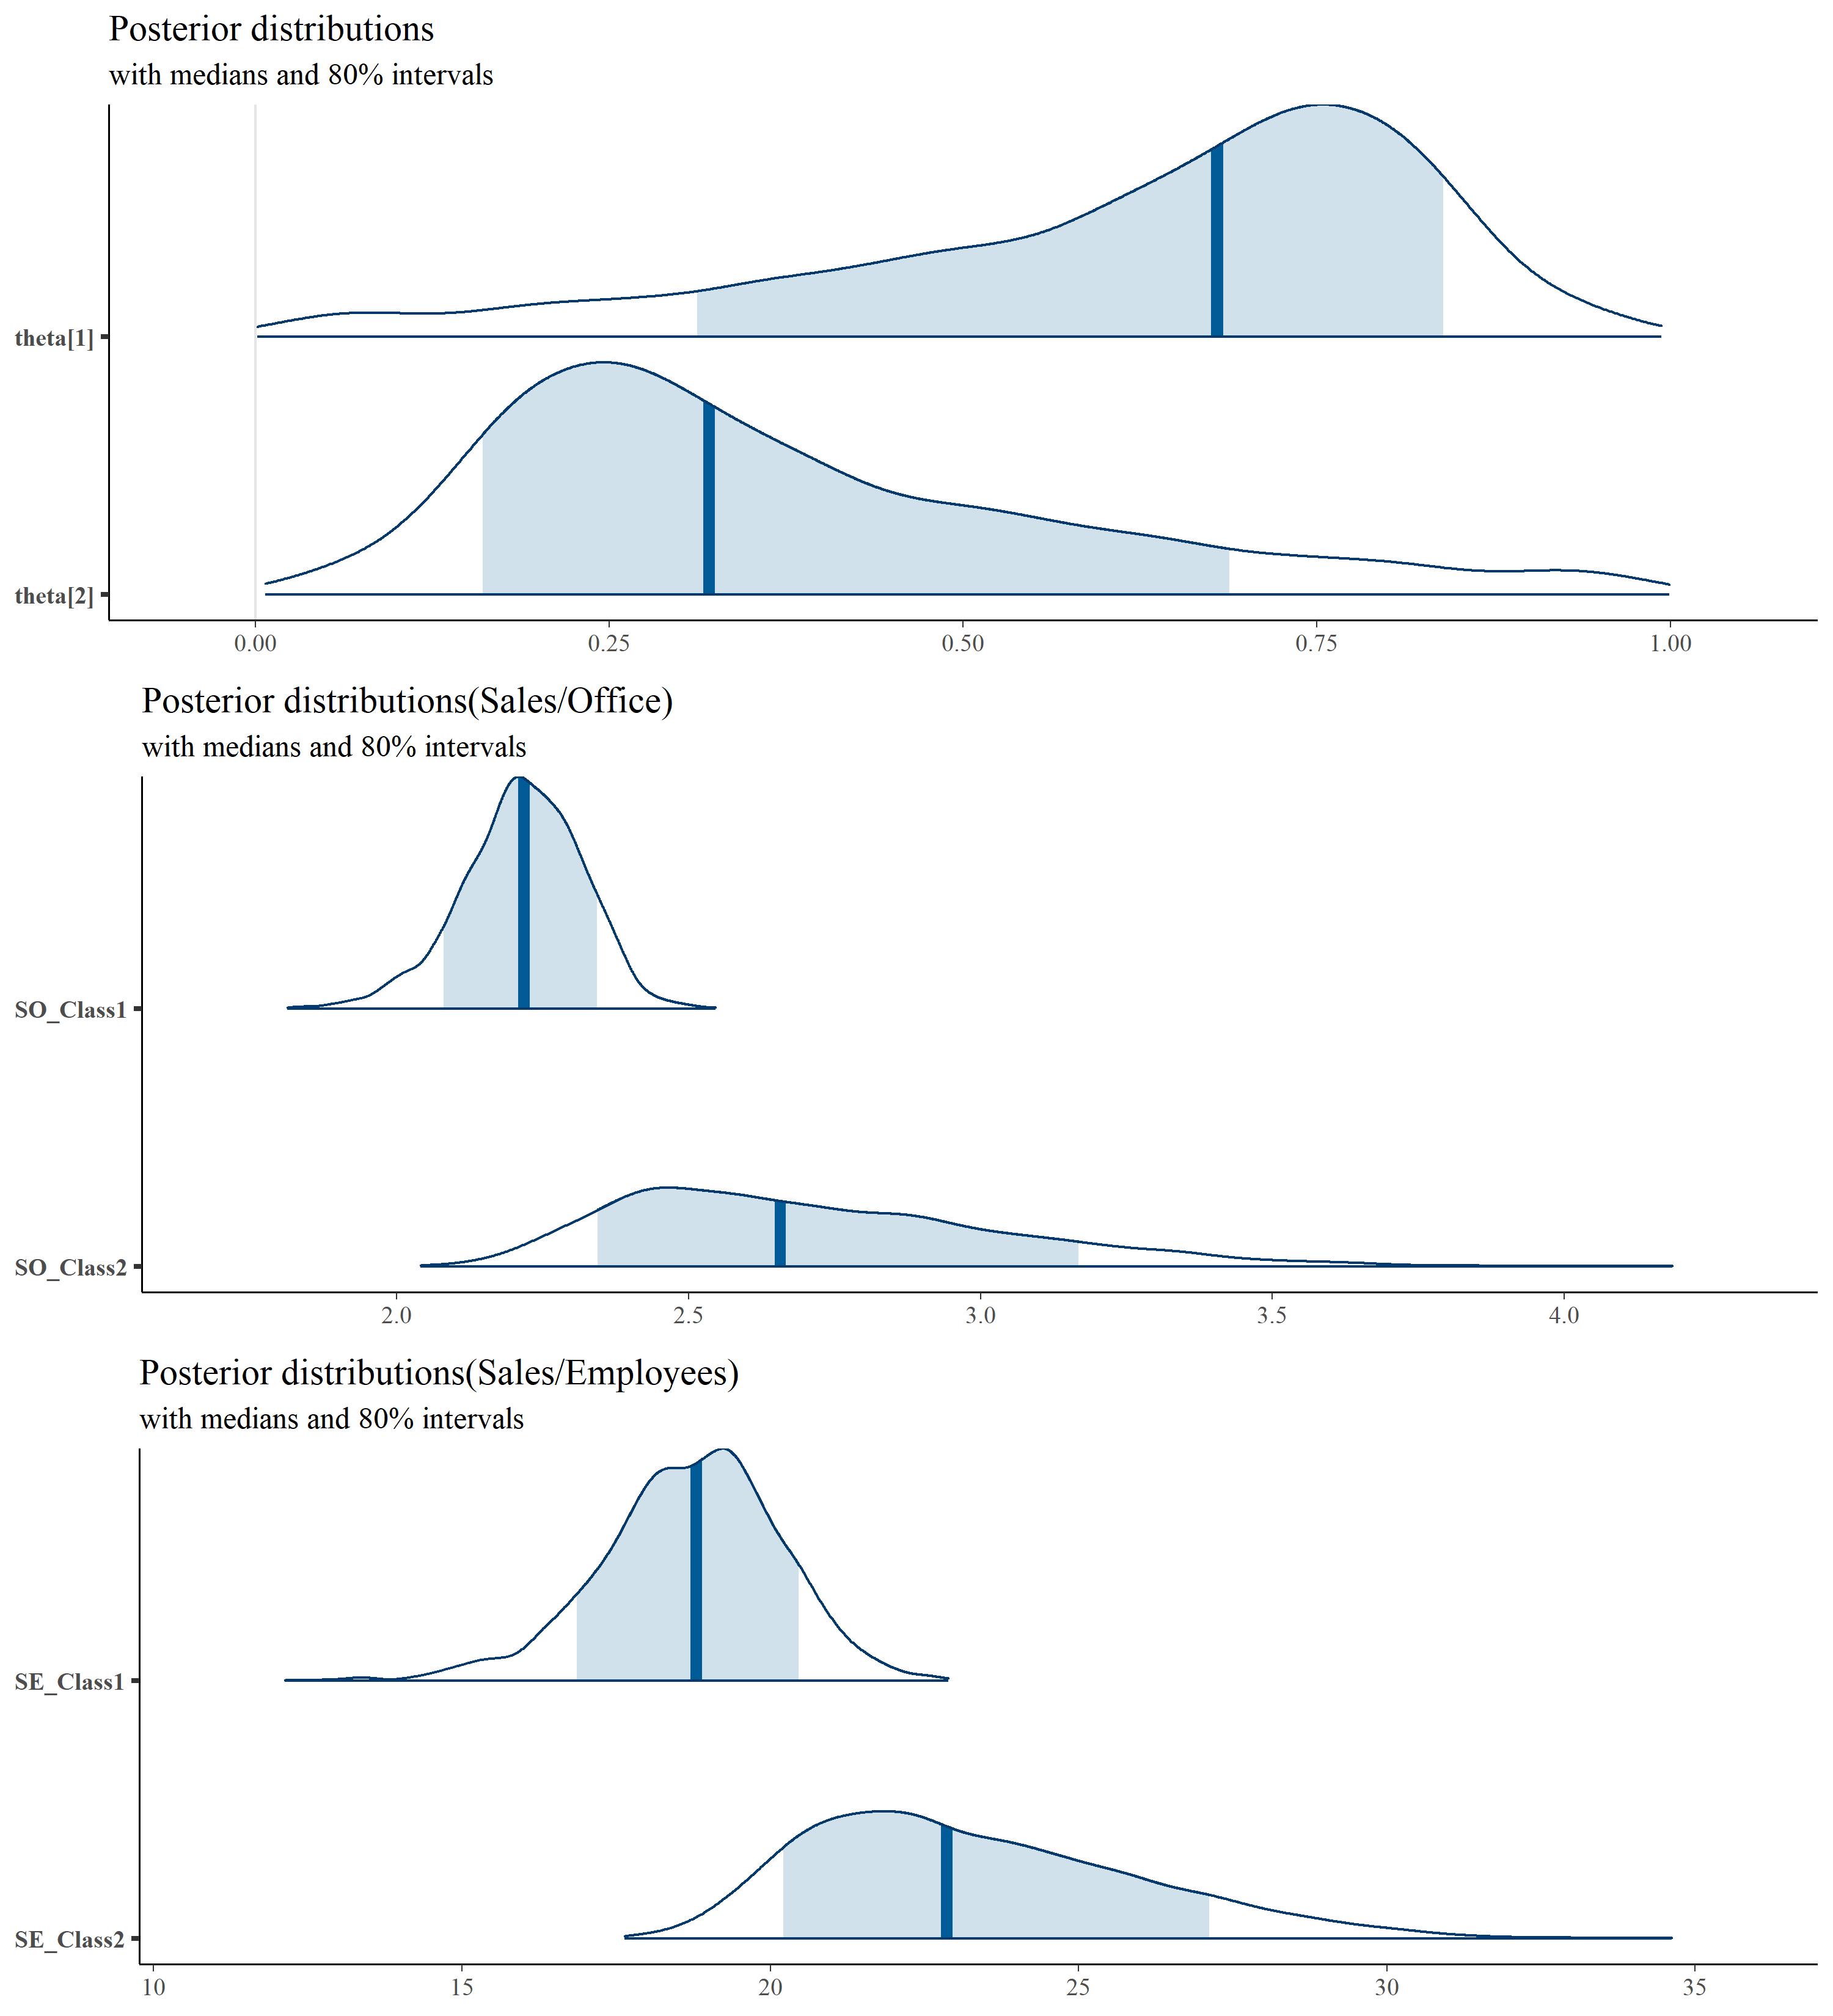 Posterior distributions
with medians and 80% intervals
theta[1]
theta[2]
0.00 0.25 0.50 0.75 1.00
Posterior distributions(Sales/Office)
with medians and 80% intervals
SO_Class1
SO_Class2
2.0 2.5 3.0 3.5 4.0
Posterior distributions(Sales/Employees)
with medians and 80% intervals
SE_Class1
SE_Class2
10 15 20 25 30 35